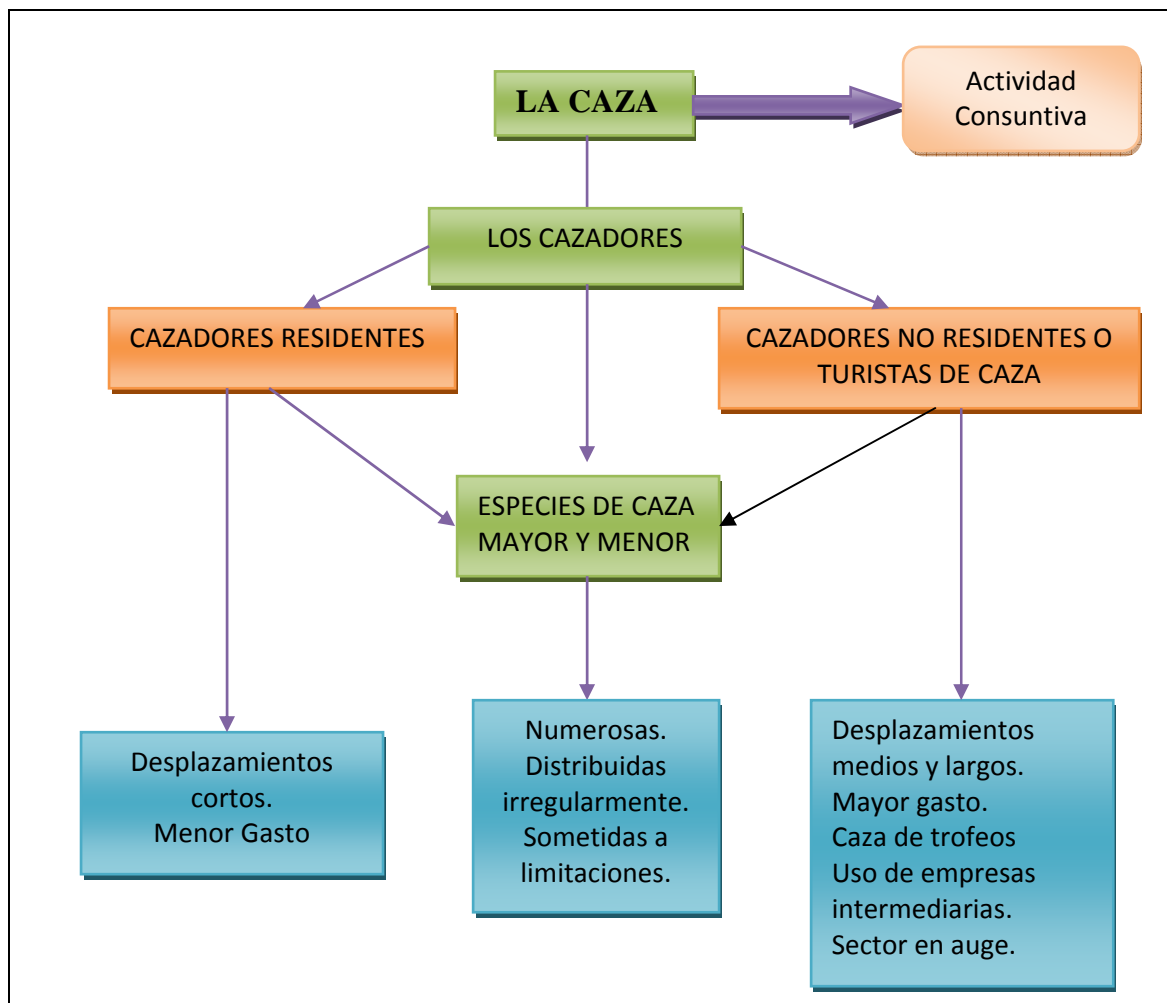 LA CAZA
Actividad
Consuntiva
LOS CAZADORES
CAZADORES RESIDENTES
CAZADORES NO RESIDENTES O
TURISTAS DE CAZA
ESPECIES DE CAZA
MAYOR Y MENOR
Desplazamientos
cortos.
Menor Gasto
Numerosas.
Distribuidas
irregularmente.
Sometidas a
limitaciones.
Desplazamientos
medios y largos.
Mayor gasto.
Caza de trofeos
Uso de empresas
intermediarias.
Sector en auge.